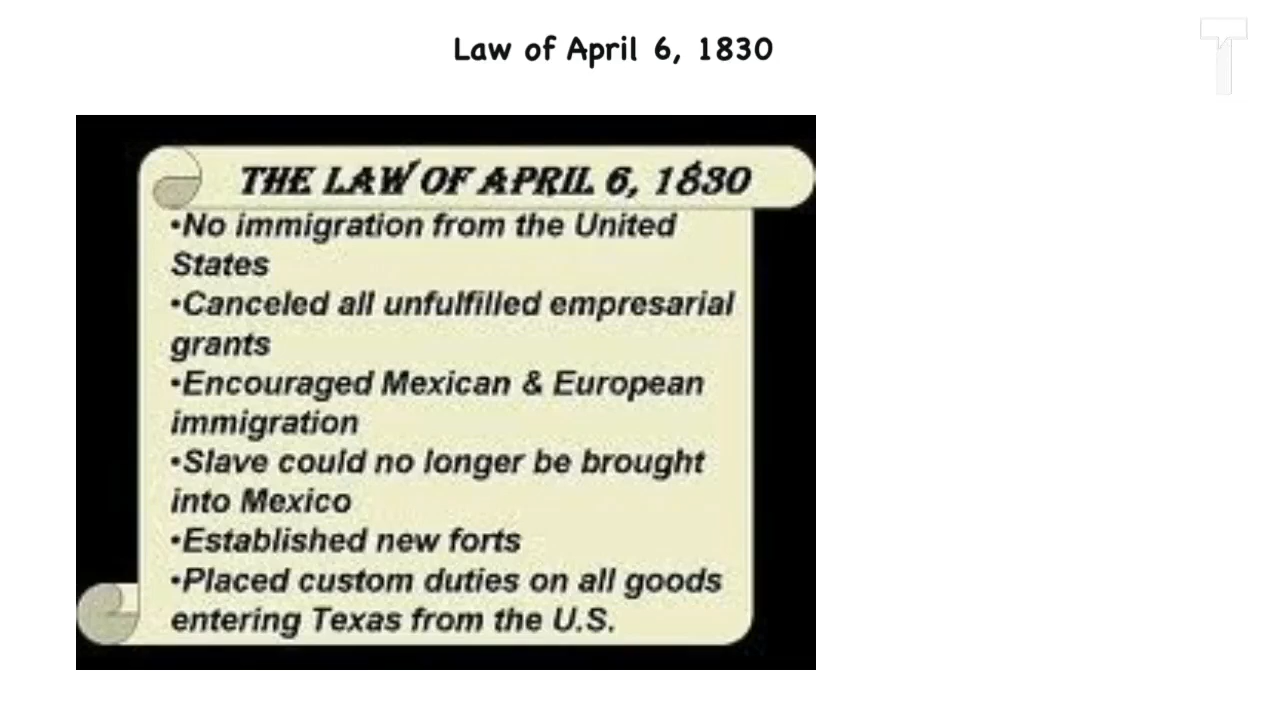 Law of April 6, 1830
T
THE LAW OF APRIL 6, 1830
•No immigration from the United
States
•Canceled all unfulfilled empresarial
grants
•Encouraged Mexican & European
immigration
•Slave could no longer be brought
into Mexico
•Established new forts
•Placed custom duties on all goods
entering Texas from the U.S.